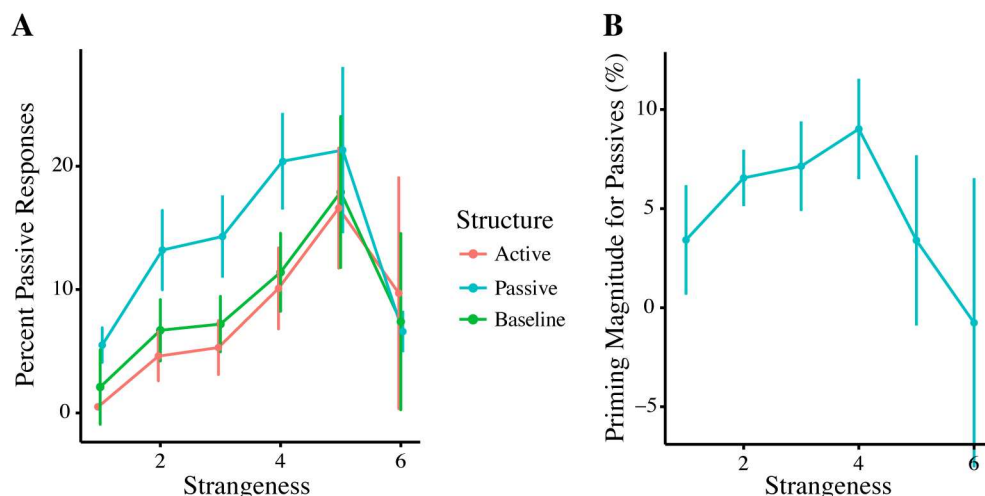 A
Percent Passive Responses
20
10
0
2
4
6
Strangeness
Structure
Active
Passive
Baseline
B
Priming Magnitude for Passives (%)
10
5
0
−5
2
4
6
Strangeness